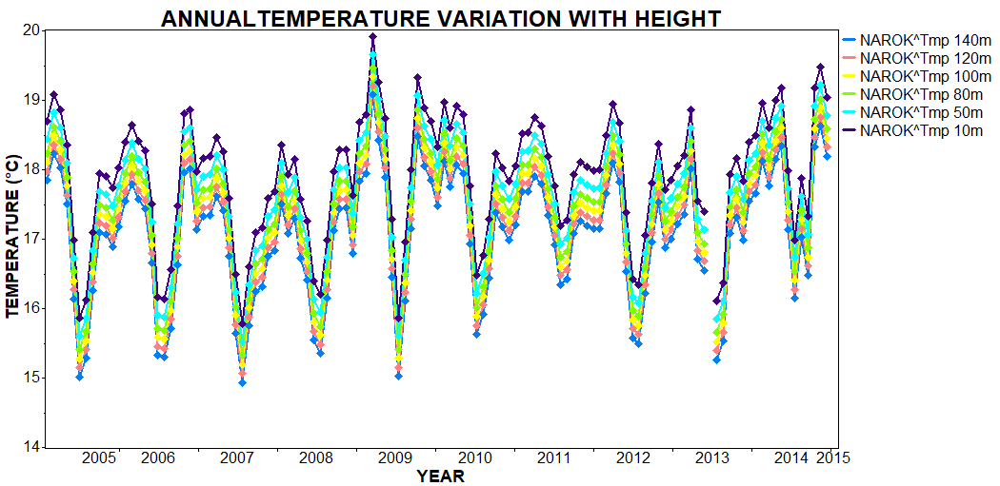 ANNUALTEMPERATURE VARIATION WITH HEIGHT
20
19
18
17
16
15
14
TEMPERATURE (°C)
2005 2006 2007 2008 2009 2010 2011 2012 2013 2014 2015
YEAR
NAROK^Tmp 140m
NAROK^Tmp 120m
NAROK^Tmp 100m
NAROK^Tmp 80m
NAROK^Tmp 50m
NAROK^Tmp 10m